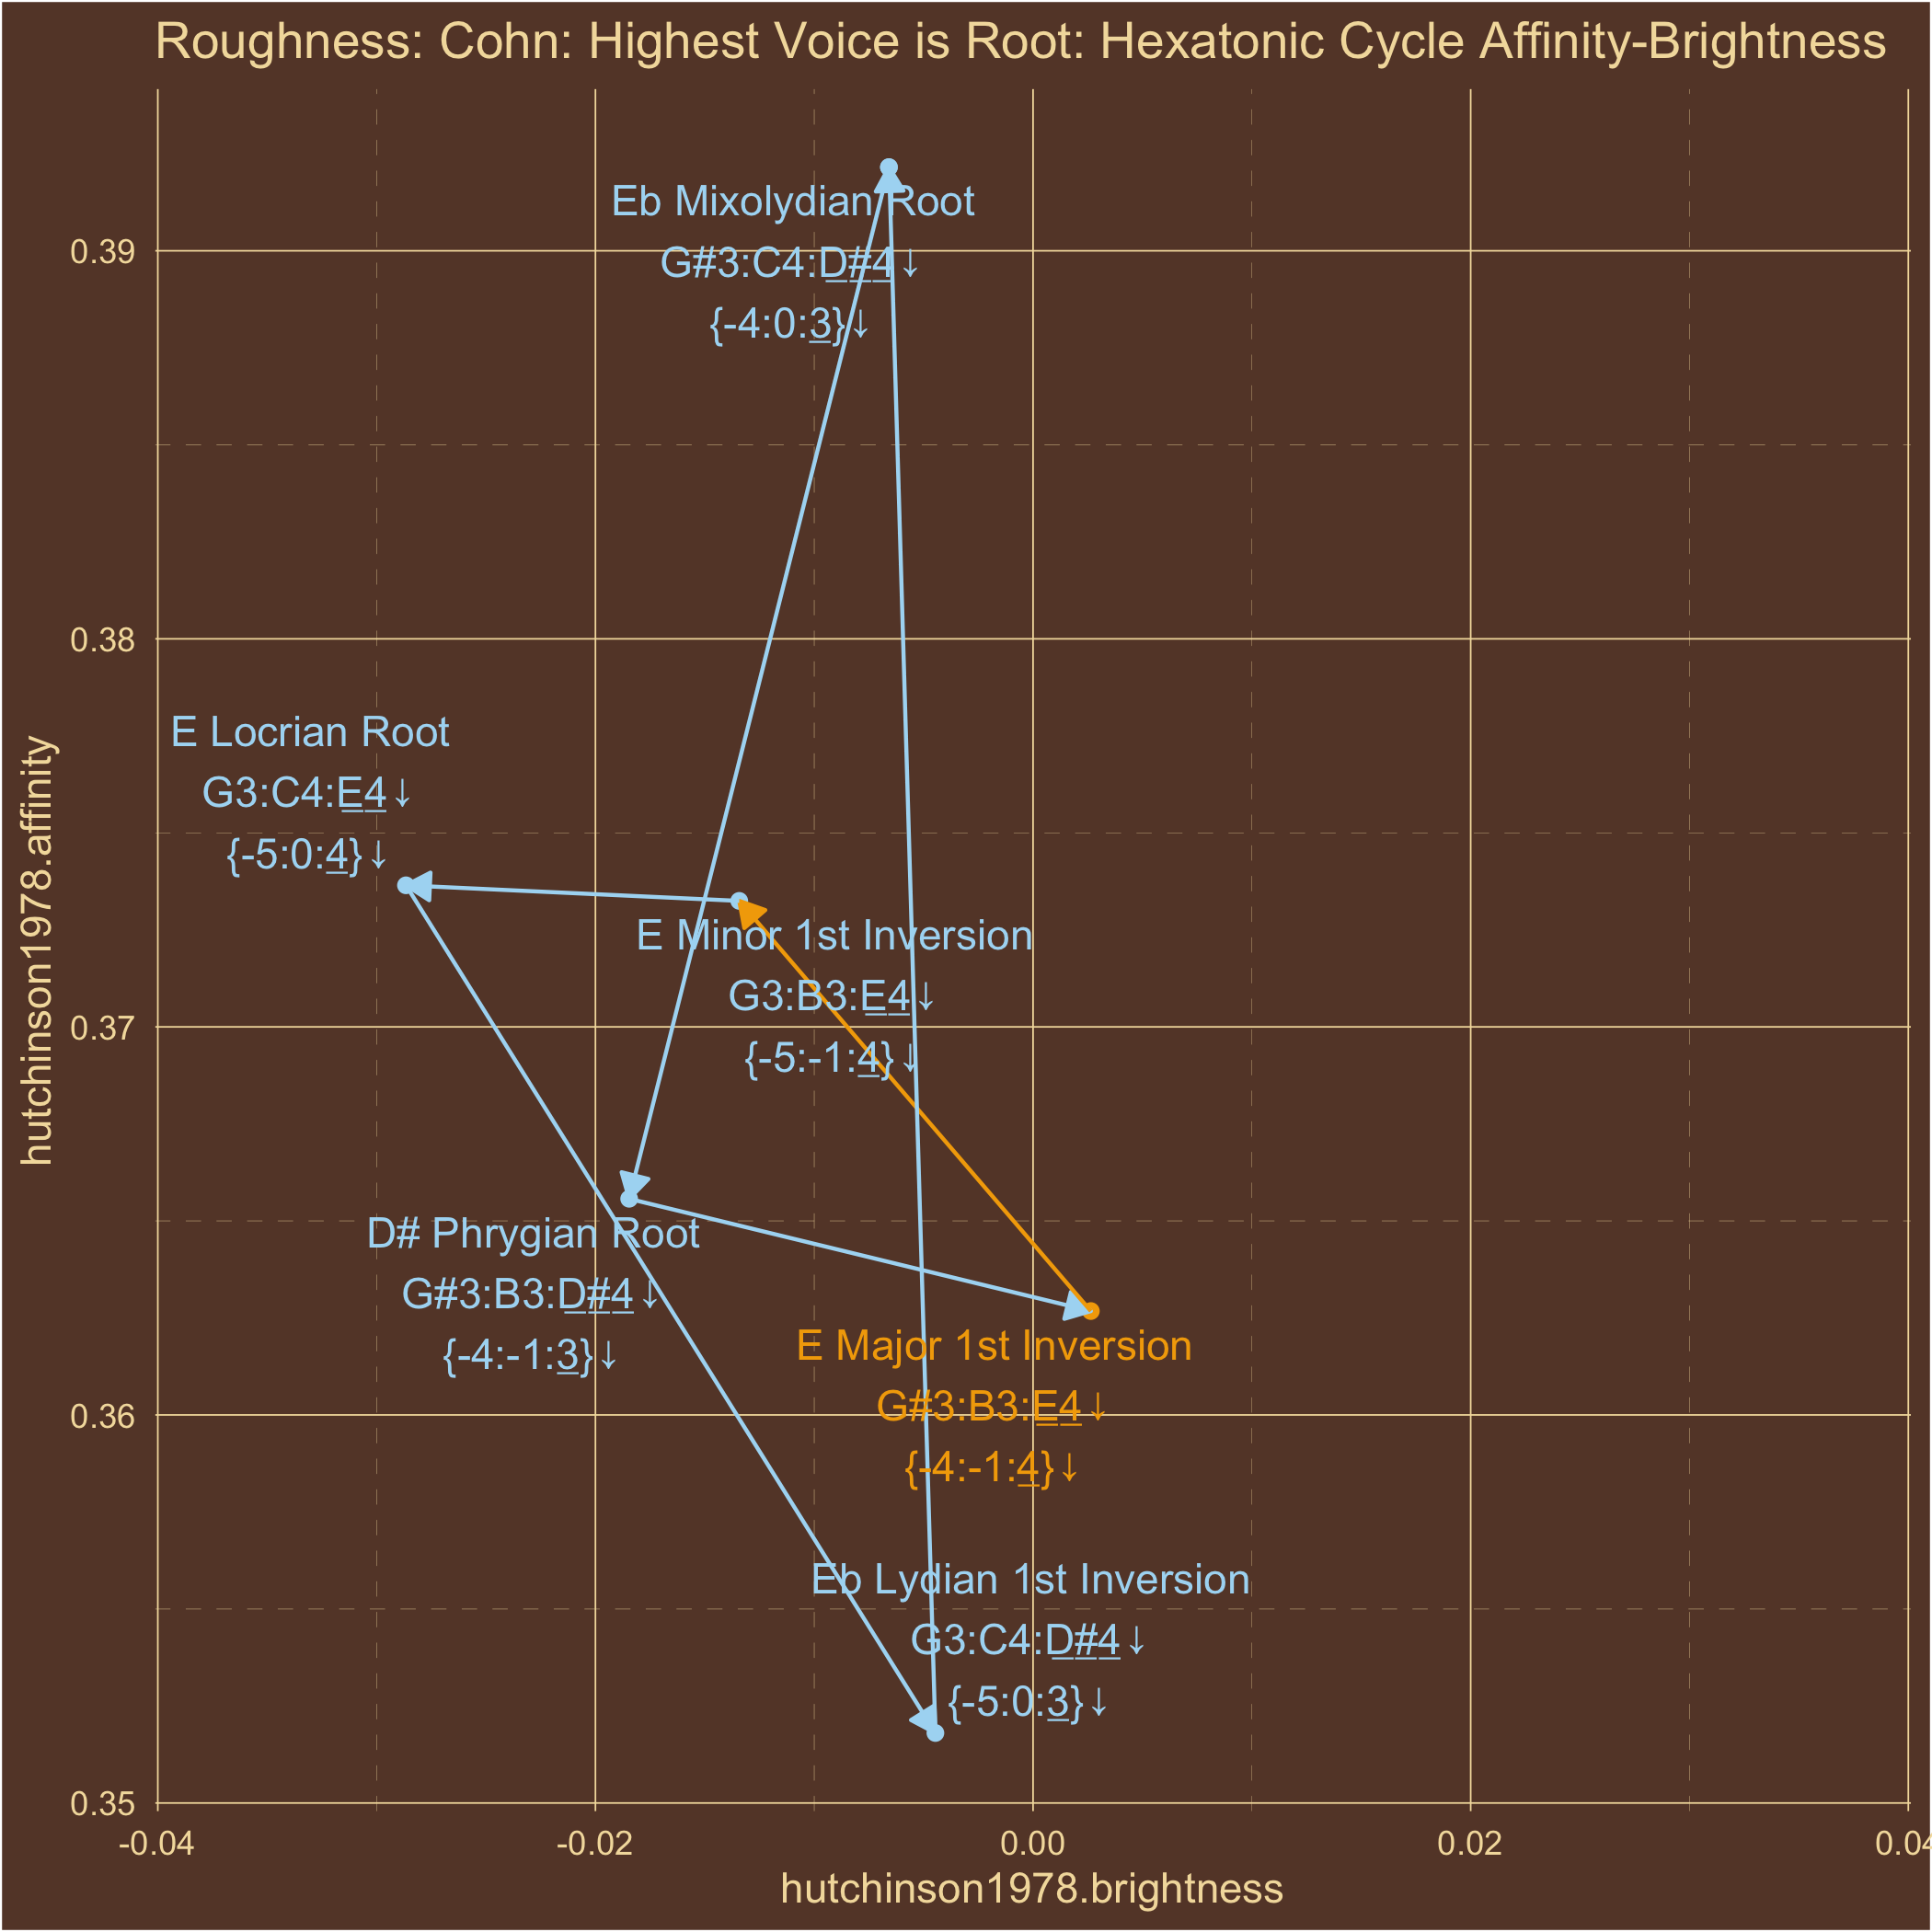 Roughness: Cohn: Highest Voice is Root: Hexatonic Cycle Affinity-Brightness
hutchinson1978.affinity
0.39
0.38
0.37
0.36
0.35
Eb Mixolydian Root
G#3:C4:D#4↓
{-4:0:3}↓
E Locrian Root
G3:C4:E4↓
{-5:0:4}↓
E Minor 1st Inversion
G3:B3:E4↓
{-5:-1:4}↓
D# Phrygian Root
G#3:B3:D#4↓
{-4:-1:3}↓
E Major 1st Inversion
G#3:B3:E4↓
{-4:-1:4}↓
Eb Lydian 1st Inversion
G3:C4:D#4↓
{-5:0:3}↓
-0.04
-0.02
0.00
0.02
0.04
hutchinson1978.brightness